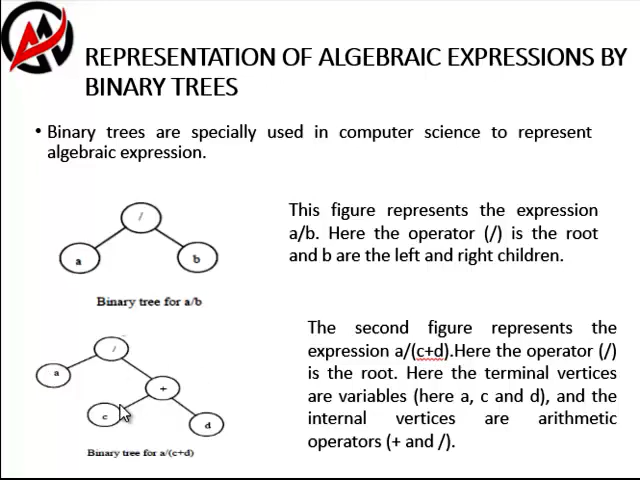 REPRESENTATION OF ALGEBRAIC EXPRESSIONS BY
BINARY TREES
• Binary trees are specially used in computer science to represent
algebraic expression.
This figure represents the expression
a/b. Here the operator (/) is the root
and b are the left and right children.
/
a
b
Binary tree for a/b
The second figure represents the
expression a/(c+d).Here the operator (/)
is the root. Here the terminal vertices
are variables (here a, c and d), and the
internal vertices are arithmetic
operators (+ and /).
/
a
+
c
d
Binary tree for a/(c+d)